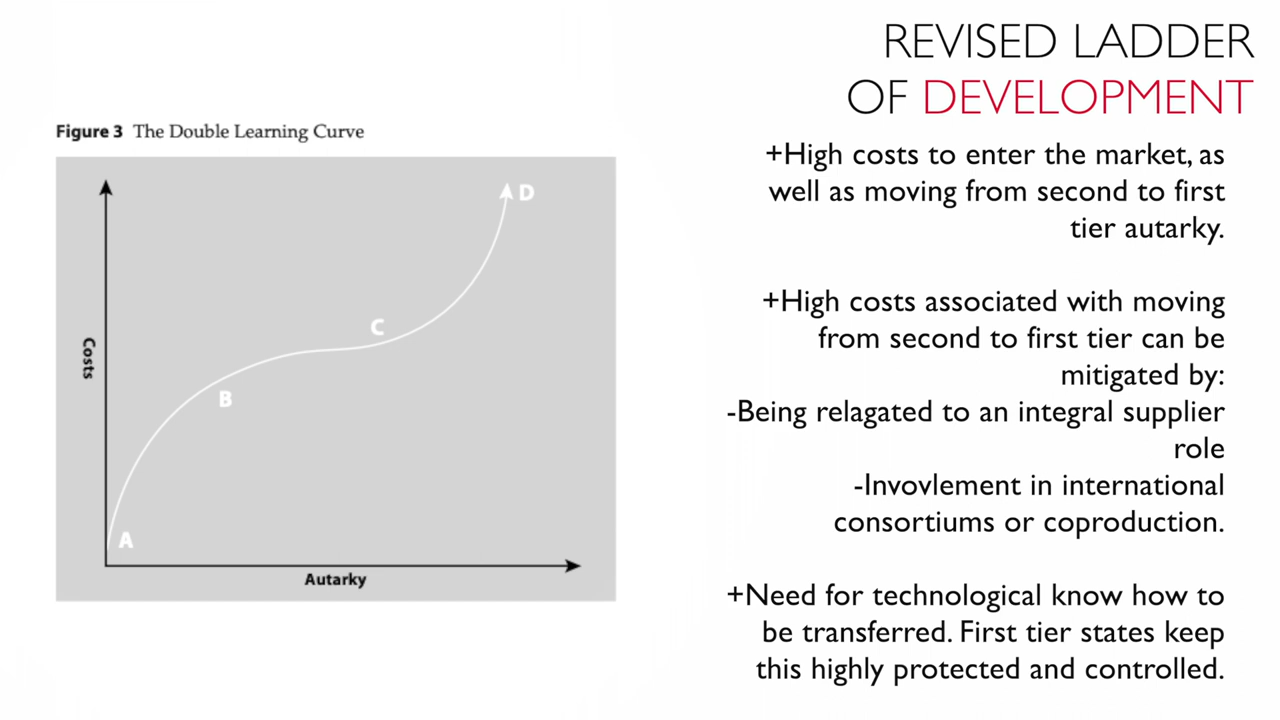 REVISED LADDER
OF DEVELOPMENT
Figure 3 The Double Learning Curve
D
C
B
A
Costs
Autarky
+High costs to enter the market, as
well as moving from second to first
tier autarky.
+High costs associated with moving
from second to first tier can be
mitigated by:
-Being relagated to an integral supplier
role
-Invovlement in international
consortiums or coproduction.
+Need for technological know how to
be transferred. First tier states keep
this highly protected and controlled.